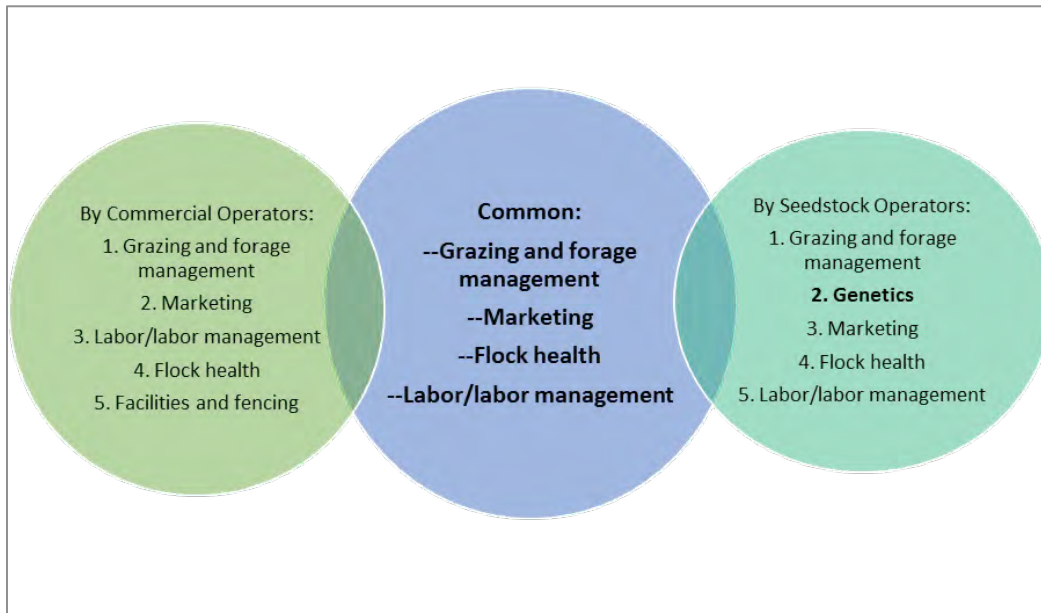 By Commercial Operators:
1. Grazing and forage
management
2. Marketing
3. Labor/labor management
4. Flock health
5. Facilities and fencing
Common:
--Grazing and forage
management
--Marketing
--Flock health
--Labor/labor management
By Seedstock Operators:
1. Grazing and forage
management
2. Genetics
3. Marketing
4. Flock health
5. Labor/labor management